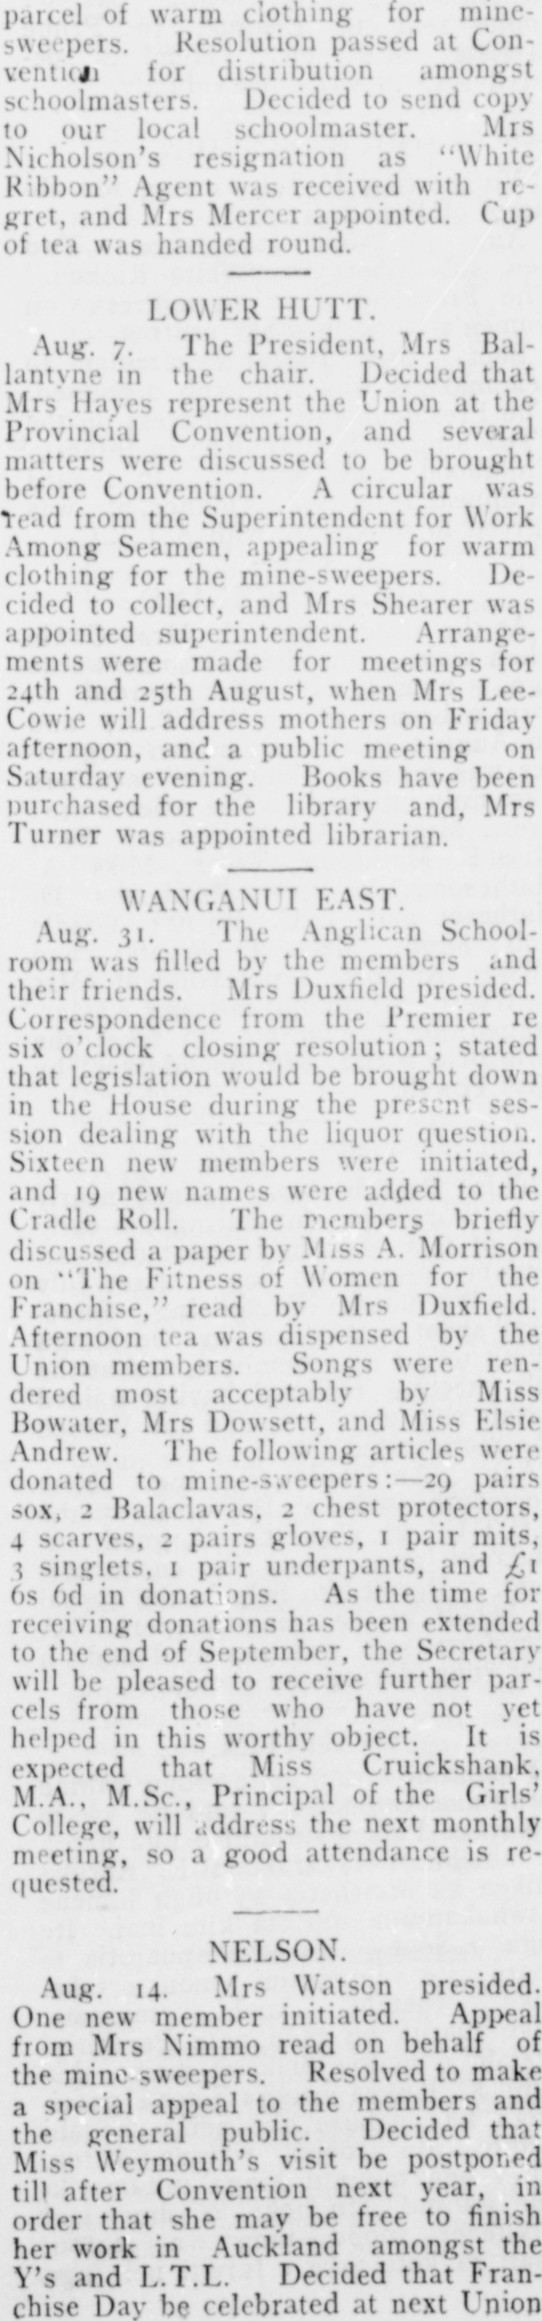 parcel of warm clothing for mine-
sweepers. Resolution passed at Con-
vention for distribution amongst
schoolmasters. Decided to send copy
to our local schoolmaster. Mrs
Nicholson's resignation as "White
Ribbon" Agent was received with re-
gret, and Mrs Mercer appointed. Cup
of tea was handed round.
LOWER HUTT.
Aug. 7. The President, Mrs Bal-
lantyne in the chair. Decided that
Mrs Hayes represent the Union at the
Provincial Convention, and several
matters were discussed to be brought
before Convention. A circular was
read from the Superintendent for Work
Among Seamen, appealing for warm
clothing for the mine-sweepers. De-
cided to collect, and Mrs Shearer was
appointed superintendent. Arrange-
ments were made for meetings for
24th and 25th August, when Mrs Lee-
Cowie will address mothers on Friday
afternoon, and a public meeting on
Saturday evening. Books have been
purchased for the library and, Mrs
Turner was appointed librarian.
WANGANUI EAST.
Aug. 31. The Anglican School-
room was filled by the members and
their friends. Mrs Duxfield presided.
Correspondence from the Premier re
six o'clock closing resolution; stated
that legislation would be brought down
in the House during the present ses-
sion dealing with the liquor question.
Sixteen new members were initiated,
and 19 new names were added to the
Cradle Roll. The members briefly
discussed a paper by Miss A. Morrison
on "The Fitness of Women for the
Franchise," read by Mrs Duxfield.
Afternoon tea was dispensed by the
Union members. Songs were ren-
dered most acceptably by Miss
Bowater, Mrs Dowsett, and Miss Elsie
Andrew. The following articles were
donated to mine-sweepers:—29 pairs
sox, 2 Balaclavas, 2 chest protectors,
4 scarves, 2 pairs gloves, 1 pair mits,
3 singlets, 1 pair underpants, and £1
6s 6d in donations. As the time for
receiving donations has been extended
to the end of September, the Secretary
will be pleased to receive further par-
cels from those who have not yet
helped in this worthy object. It is
expected that Miss Cruickshank,
M.A., M.Sc., Principal of the Girls'
College, will address the next monthly
meeting, so a good attendance is re-
quested.
NELSON.
Aug. 14. Mrs Watson presided.
One new member initiated. Appeal
from Mrs Nimmo read on behalf of
the mine-sweepers. Resolved to make
a special appeal to the members and
the general public. Decided that
Miss Weymouth's visit be postponed
till after Convention next year, in
order that she may be free to finish
her work in Auckland amongst the
Y's and L.T.L. Decided that Fran-
chise Day be celebrated at next Union